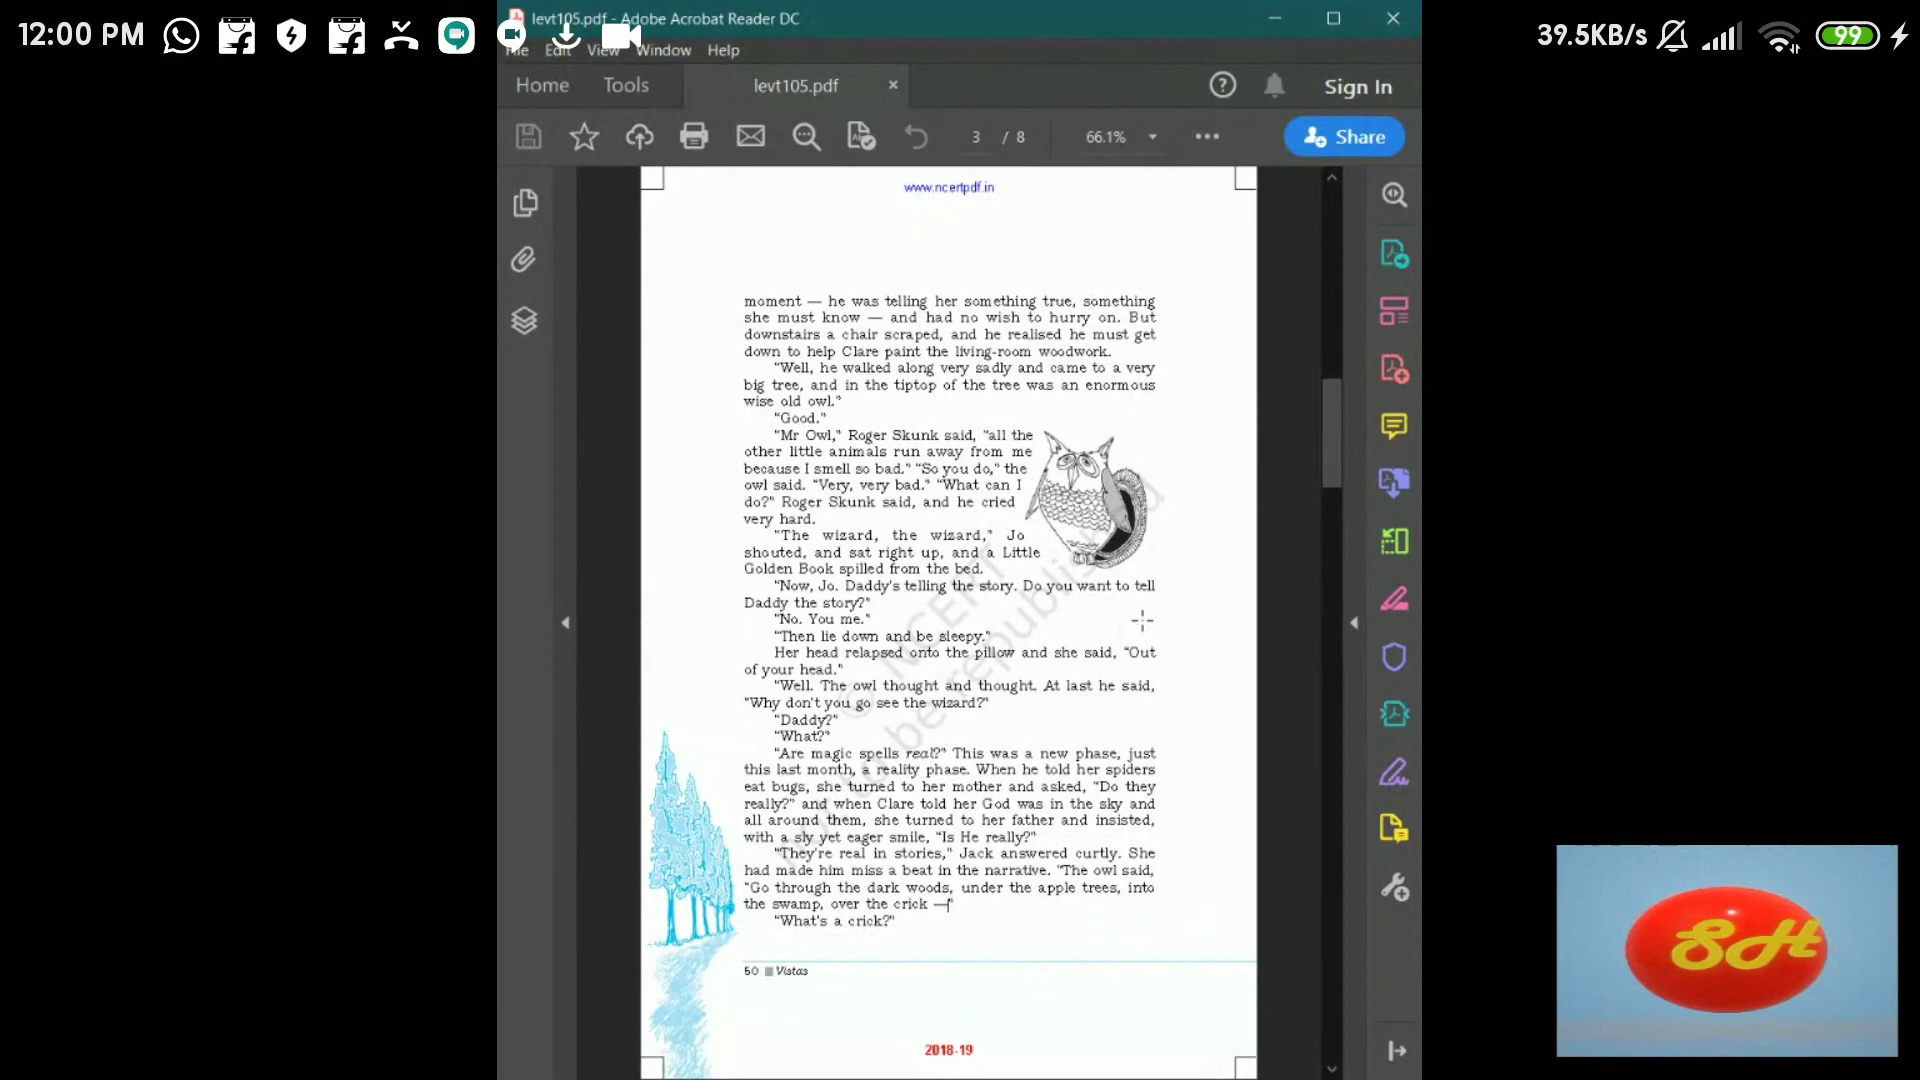 12:00 PM
39.5KB/s
99
levt105.pdf - Adobe Acrobat Reader DC
Edit View Window Help
Home Tools levt105.pdf × Sign In
3 / 8 66.1% Share
www.ncertpdf.in
moment — he was telling her something true, something
she must know — and had no wish to hurry on. But
downstairs a chair scraped, and he realised he must get
down to help Clare paint the living-room woodwork.
"Well, he walked along very sadly and came to a very
big tree, and in the tiptop of the tree was an enormous
wise old owl."
"Good."
"Mr Owl," Roger Skunk said, "all the
other little animals run away from me
because I smell so bad." "So you do," the
owl said. "Very, very bad." "What can I
do?" Roger Skunk said, and he cried
very hard.
"The wizard, the wizard," Jo
shouted, and sat right up, and a Little
Golden Book spilled from the bed.
"Now, Jo. Daddy's telling the story. Do you want to tell
Daddy the story?"
"No. You me."
"Then lie down and be sleepy."
Her head relapsed onto the pillow and she said, "Out
of your head."
"Well. The owl thought and thought. At last he said,
"Why don't you go see the wizard?"
"Daddy?"
"What?"
"Are magic spells real?" This was a new phase, just
this last month, a reality phase. When he told her spiders
eat bugs, she turned to her mother and asked, "Do they
really?" and when Clare told her God was in the sky and
all around them, she turned to her father and insisted,
with a sly yet eager smile, "Is He really?"
"They're real in stories," Jack answered curtly. She
had made him miss a beat in the narrative. "The owl said,
"Go through the dark woods, under the apple trees, into
the swamp, over the crick —"
"What's a crick?"
50 Vistas
2018-19
© NCERT
be republished
SH